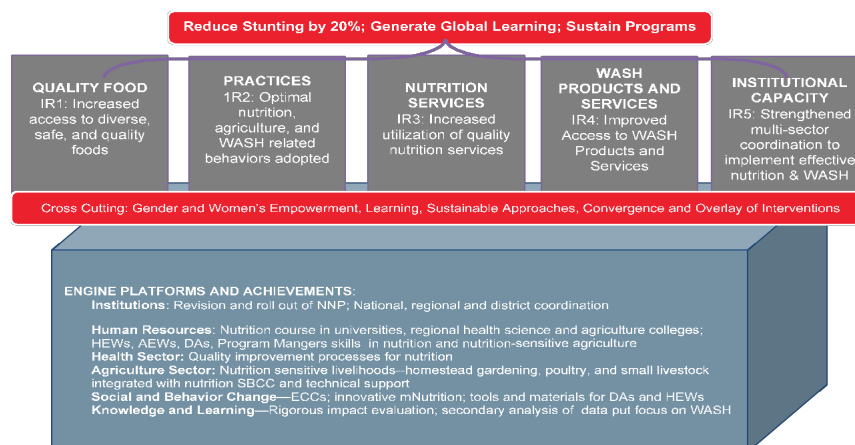 Reduce Stunting by 20%; Generate Global Learning; Sustain Programs
QUALITY FOOD
IR1: Increased
access to diverse,
safe, and quality
foods
PRACTICES
1R2: Optimal
nutrition,
agriculture, and
WASH related
behaviors adopted
NUTRITION
SERVICES
IR3: Increased
utilization of quality
nutrition services
WASH
PRODUCTS AND
SERVICES
IR4: Improved
Access to WASH
Products and
Services
INSTITUTIONAL
CAPACITY
IR5: Strengthened
multi-sector
coordination to
implement effective
nutrition & WASH
Cross Cutting: Gender and Women's Empowerment, Learning, Sustainable Approaches, Convergence and Overlay of Interventions
ENGINE PLATFORMS AND ACHIEVEMENTS:
Institutions: Revision and roll out of NNP; National, regional and district coordination
Human Resources: Nutrition course in universities, regional health science and agriculture colleges;
HEWs, AEWs, DAs, Program Mangers skills in nutrition and nutrition-sensitive agriculture
Health Sector: Quality improvement processes for nutrition
Agriculture Sector: Nutrition sensitive livelihoods--homestead gardening, poultry, and small livestock
integrated with nutrition SBCC and technical support
Social and Behavior Change—ECCs; innovative mNutrition; tools and materials for DAs and HEWs
Knowledge and Learning—Rigorous impact evaluation; secondary analysis of data put focus on WASH